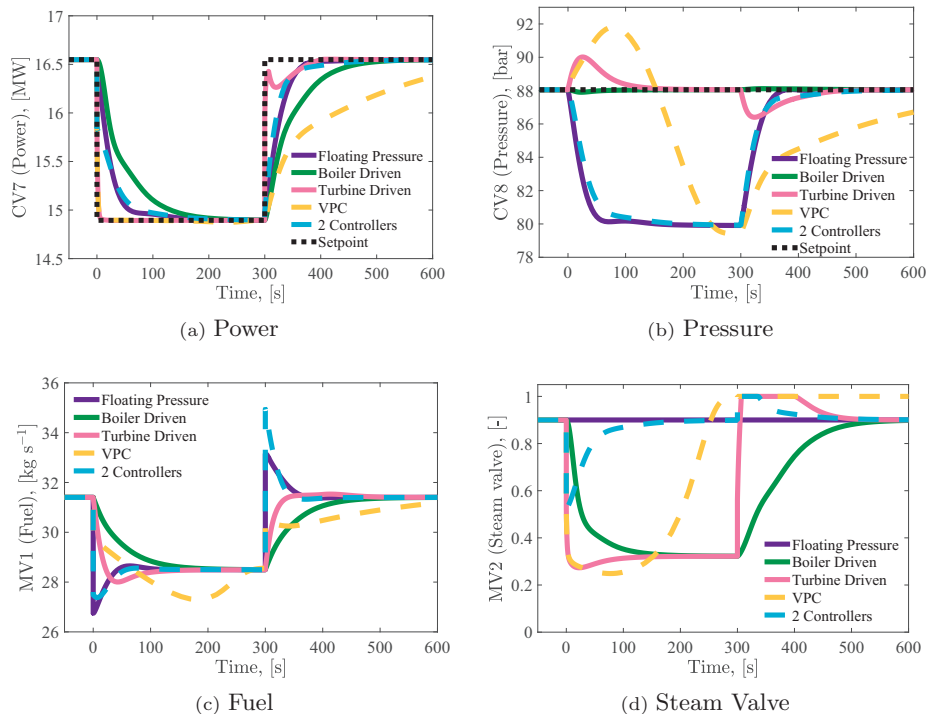 17
16.5
16
15.5
15
14.5
CV7 (Power), [MW]
Floating Pressure
Boiler Driven
Turbine Driven
VPC
2 Controllers
Setpoint
0 100 200 300 400 500 600
Time, [s]
(a) Power
92
90
88
86
84
82
80
78
CV8 (Pressure), [bar]
Floating Pressure
Boiler Driven
Turbine Driven
VPC
2 Controllers
Setpoint
0 100 200 300 400 500 600
Time, [s]
(b) Pressure
36
34
32
30
28
26
MV1 (Fuel), [kg s⁻¹]
Floating Pressure
Boiler Driven
Turbine Driven
VPC
2 Controllers
0 100 200 300 400 500 600
Time, [s]
(c) Fuel
1
0.8
0.6
0.4
0.2
0
MV2 (Steam valve), [-]
Floating Pressure
Boiler Driven
Turbine Driven
VPC
2 Controllers
0 100 200 300 400 500 600
Time, [s]
(d) Steam Valve